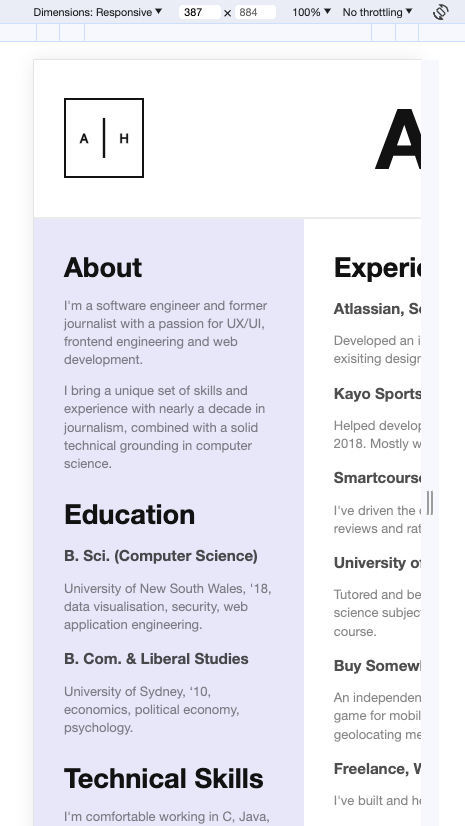 Dimensions: Responsive 387 × 884 100% No throttling
A H
A
About
I'm a software engineer and former
journalist with a passion for UX/UI,
frontend engineering and web
development.
I bring a unique set of skills and
experience with nearly a decade in
journalism, combined with a solid
technical grounding in computer
science.
Education
B. Sci. (Computer Science)
University of New South Wales, '18,
data visualisation, security, web
application engineering.
B. Com. & Liberal Studies
University of Sydney, '10,
economics, political economy,
psychology.
Technical Skills
I'm comfortable working in C, Java,
Experie
Atlassian, So
Developed an i
exisiting design
Kayo Sports
Helped develop
2018. Mostly w
Smartcourse
I've driven the
reviews and rat
University of
Tutored and be
science subject
course.
Buy Somewh
An independen
game for mobil
geolocating me
Freelance, W
I've built and he